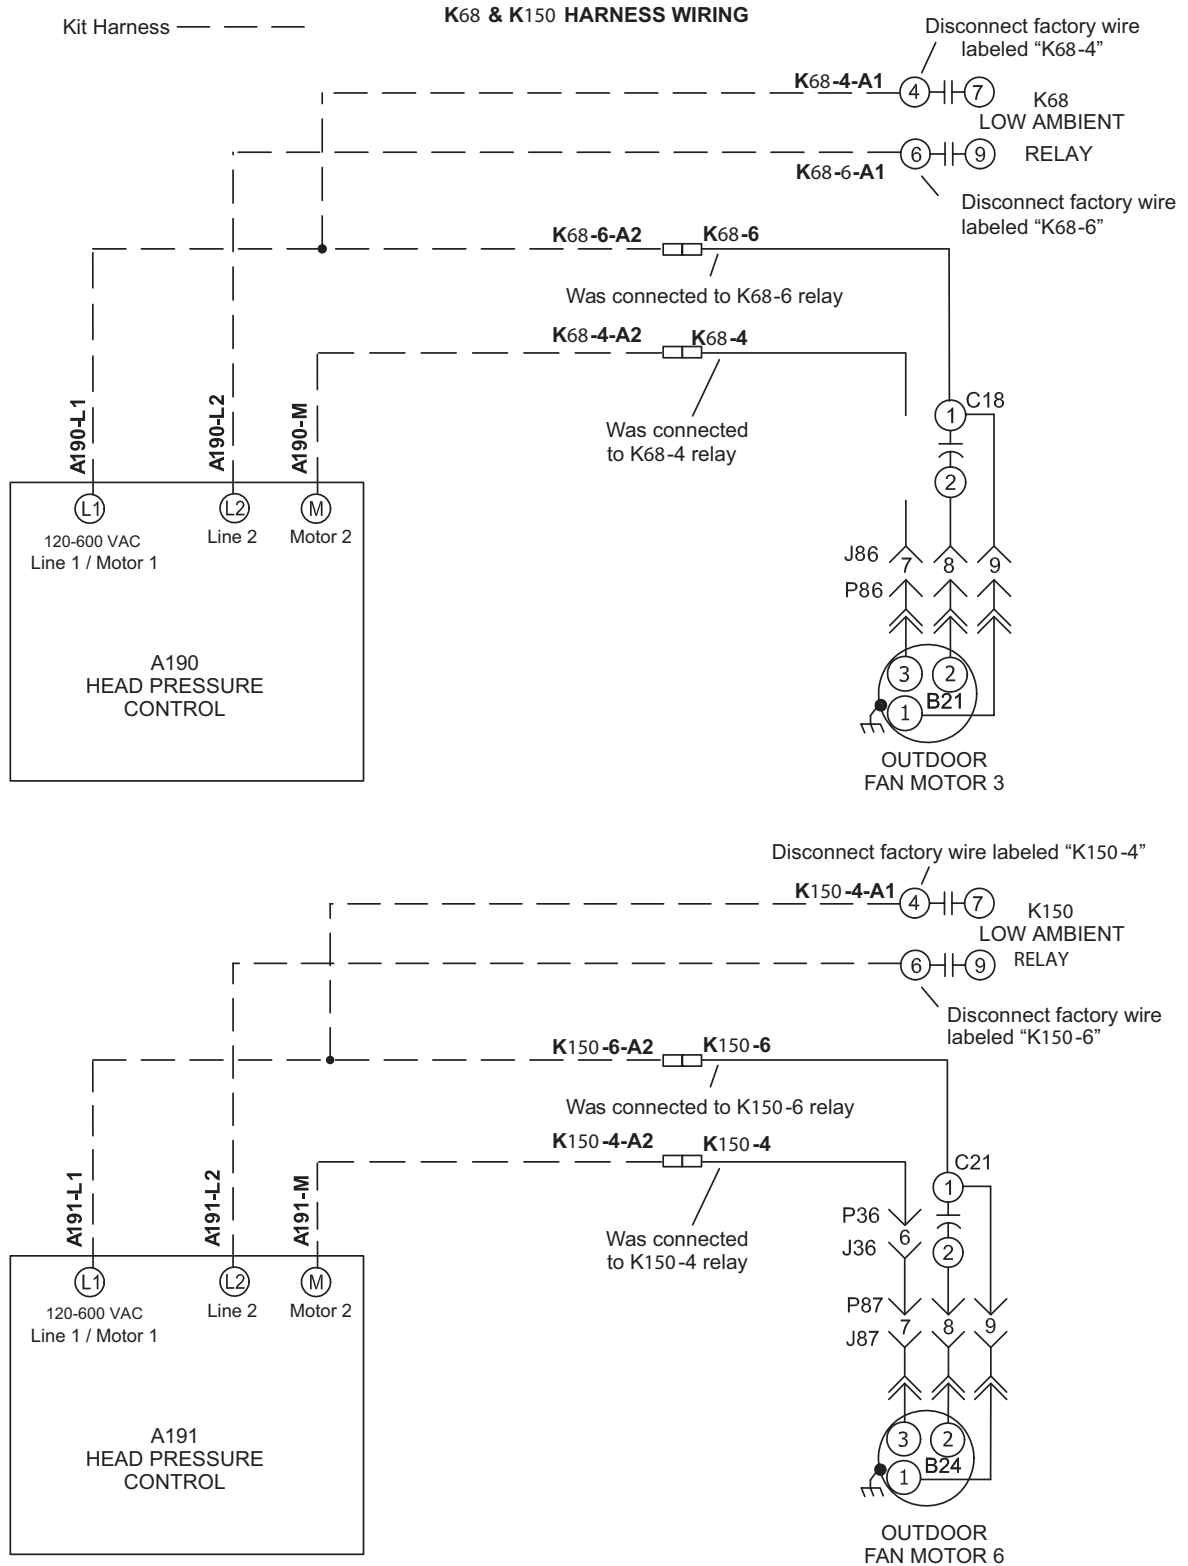 K68 & K150 HARNESS WIRING
Kit Harness
Disconnect factory wire
labeled “K68-4”
K68-4-A1
4
7
K68
LOW AMBIENT
RELAY
6
9
K68-6-A1
Disconnect factory wire
labeled “K68-6”
K68-6-A2
K68-6
Was connected to K68-6 relay
K68-4-A2
K68-4
Was connected
to K68-4 relay
A190-L1
A190-L2
A190-M
L1
L2
M
120-600 VAC
Line 1 / Motor 1
Line 2
Motor 2
A190
HEAD PRESSURE
CONTROL
C18
1
2
J86
7
8
9
P86
3
2
1
B21
OUTDOOR
FAN MOTOR 3
Disconnect factory wire labeled “K150-4”
K150-4-A1
4
7
K150
LOW AMBIENT
RELAY
6
9
Disconnect factory wire
labeled “K150-6”
K150-6-A2
K150-6
Was connected to K150-6 relay
K150-4-A2
K150-4
Was connected
to K150-4 relay
A191-L1
A191-L2
A191-M
L1
L2
M
120-600 VAC
Line 1 / Motor 1
Line 2
Motor 2
A191
HEAD PRESSURE
CONTROL
C21
1
P36
6
J36
2
P87
7
8
9
J87
3
2
1
B24
OUTDOOR
FAN MOTOR 6